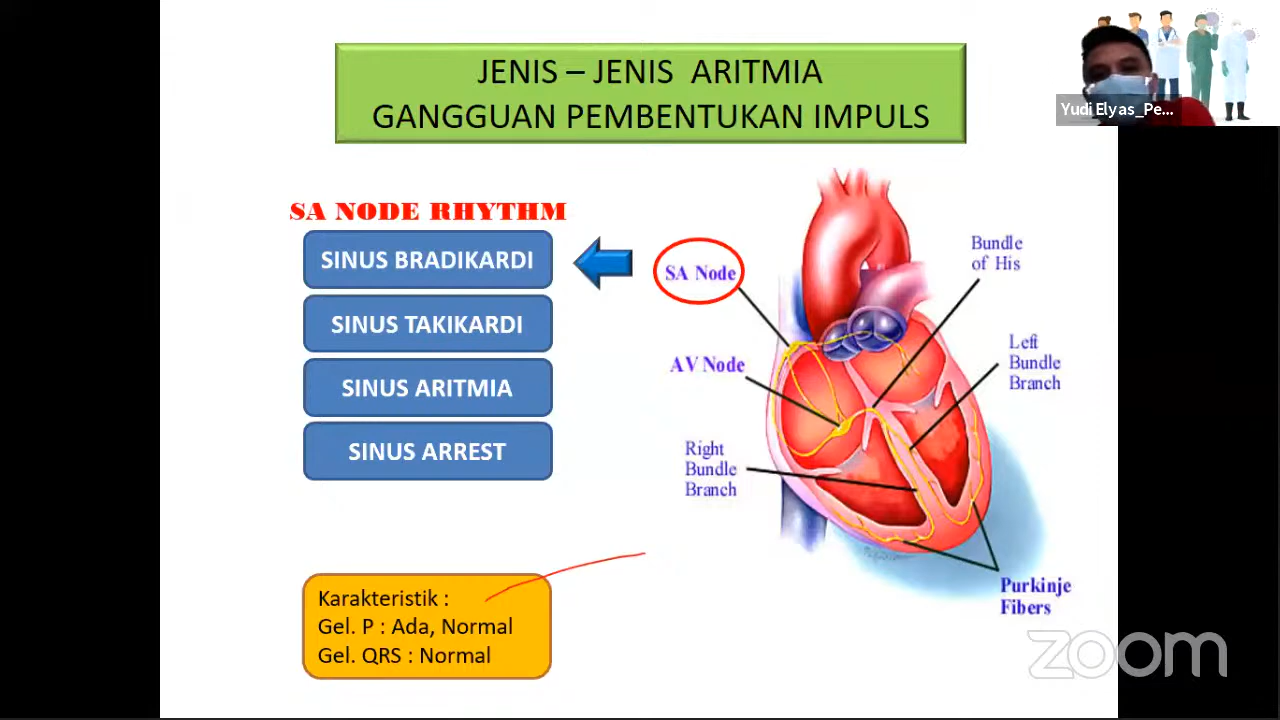 JENIS – JENIS ARITMIA
GANGGUAN PEMBENTUKAN IMPULS
Yudi Elyas_Pe...
SA NODE RHYTHM
SINUS BRADIKARDI
SINUS TAKIKARDI
SINUS ARITMIA
SINUS ARREST
SA Node
AV Node
Right
Bundle
Branch
Bundle
of His
Left
Bundle
Branch
Purkinje
Fibers
Karakteristik :
Gel. P : Ada, Normal
Gel. QRS : Normal
zoom